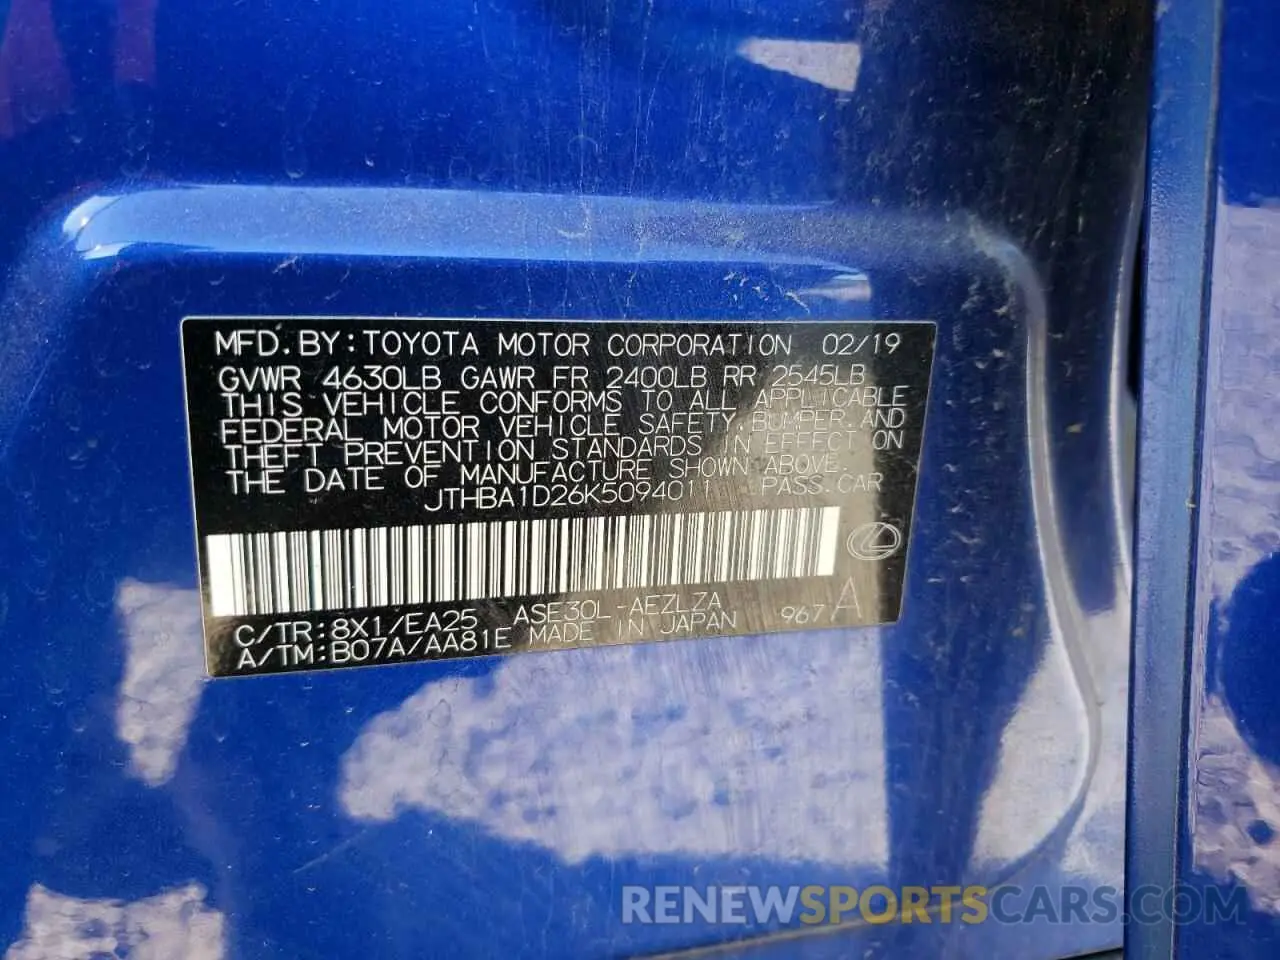 MFD.BY:TOYOTA MOTOR CORPORATION 02/19
GVWR 4630LB GAWR FR 2400LB RR 2545LB
THIS VEHICLE CONFORMS TO ALL APPLICABLE
FEDERAL MOTOR VEHICLE SAFETY,BUMPER,AND
THEFT PREVENTION STANDARDS IN EFFECT ON
THE DATE OF MANUFACTURE SHOWN ABOVE.
JTHBA1D26K5094011 PASS.CAR
C/TR:8X1/EA25 ASE30L-AEZLZA
A/TM:B07A/AA81E MADE IN JAPAN 967 A
RENEWSPORTSCARS.COM